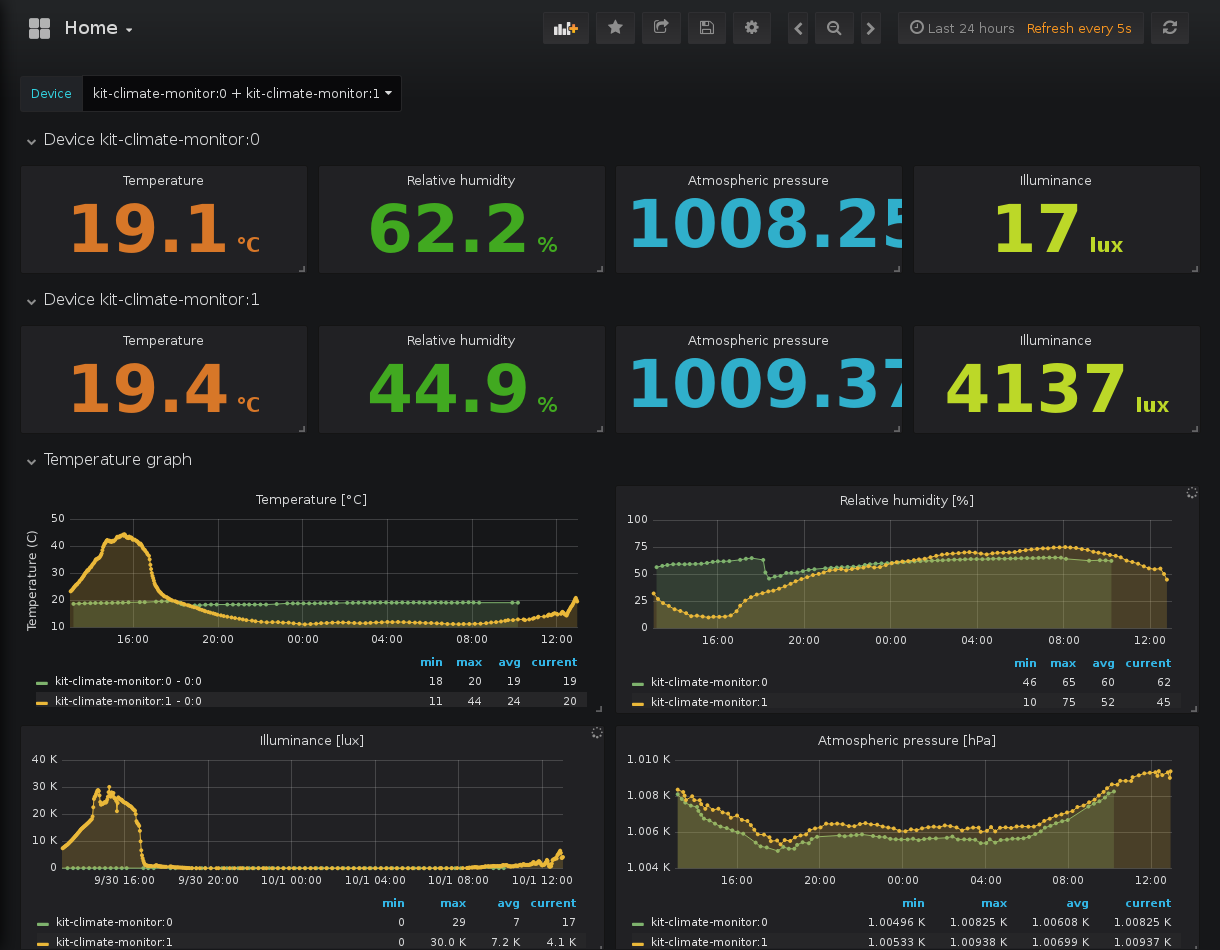 Home
Last 24 hours Refresh every 5s
Device kit-climate-monitor:0 + kit-climate-monitor:1
Device kit-climate-monitor:0
Temperature Relative humidity Atmospheric pressure Illuminance
19.1 °C 62.2 % 1008.25 17 lux
Device kit-climate-monitor:1
Temperature Relative humidity Atmospheric pressure Illuminance
19.4 °C 44.9 % 1009.37 4137 lux
Temperature graph
Temperature [°C]
Temperature (C)
50
40
30
20
10
16:00 20:00 00:00 04:00 08:00 12:00
min max avg current
kit-climate-monitor:0 - 0:0 18 20 19 19
kit-climate-monitor:1 - 0:0 11 44 24 20
Relative humidity [%]
100
75
50
25
0
16:00 20:00 00:00 04:00 08:00 12:00
min max avg current
kit-climate-monitor:0 46 65 60 62
kit-climate-monitor:1 10 75 52 45
Illuminance [lux]
40 K
30 K
20 K
10 K
0
9/30 16:00 9/30 20:00 10/1 00:00 10/1 04:00 10/1 08:00 10/1 12:00
min max avg current
kit-climate-monitor:0 0 29 7 17
kit-climate-monitor:1 0 30.0 K 7.2 K 4.1 K
Atmospheric pressure [hPa]
1.010 K
1.008 K
1.006 K
1.004 K
16:00 20:00 00:00 04:00 08:00 12:00
min max avg current
kit-climate-monitor:0 1.00496 K 1.00825 K 1.00608 K 1.00825 K
kit-climate-monitor:1 1.00533 K 1.00938 K 1.00699 K 1.00937 K